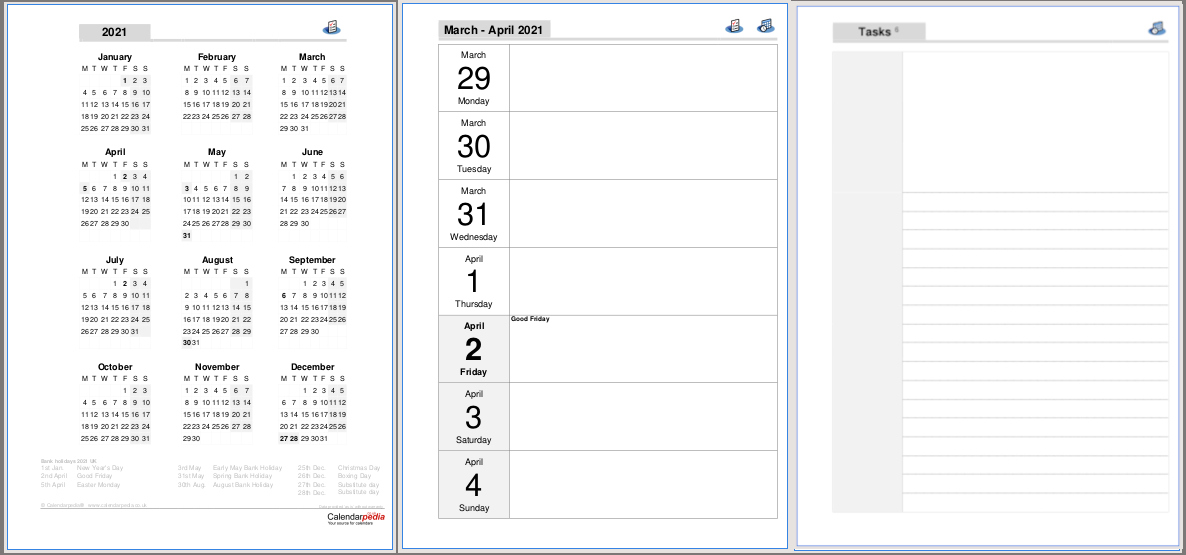 2021
January
M T W T F S S
1 2 3
4 5 6 7 8 9 10
11 12 13 14 15 16 17
18 19 20 21 22 23 24
25 26 27 28 29 30 31
February
M T W T F S S
1 2 3 4 5 6 7
8 9 10 11 12 13 14
15 16 17 18 19 20 21
22 23 24 25 26 27 28
March
M T W T F S S
1 2 3 4 5 6 7
8 9 10 11 12 13 14
15 16 17 18 19 20 21
22 23 24 25 26 27 28
29 30 31
April
M T W T F S S
1 2 3 4
5 6 7 8 9 10 11
12 13 14 15 16 17 18
19 20 21 22 23 24 25
26 27 28 29 30
May
M T W T F S S
1 2
3 4 5 6 7 8 9
10 11 12 13 14 15 16
17 18 19 20 21 22 23
24 25 26 27 28 29 30
31
June
M T W T F S S
1 2 3 4 5 6
7 8 9 10 11 12 13
14 15 16 17 18 19 20
21 22 23 24 25 26 27
28 29 30
July
M T W T F S S
1 2 3 4
5 6 7 8 9 10 11
12 13 14 15 16 17 18
19 20 21 22 23 24 25
26 27 28 29 30 31
August
M T W T F S S
1
2 3 4 5 6 7 8
9 10 11 12 13 14 15
16 17 18 19 20 21 22
23 24 25 26 27 28 29
30 31
September
M T W T F S S
1 2 3 4 5
6 7 8 9 10 11 12
13 14 15 16 17 18 19
20 21 22 23 24 25 26
27 28 29 30
October
M T W T F S S
1 2 3
4 5 6 7 8 9 10
11 12 13 14 15 16 17
18 19 20 21 22 23 24
25 26 27 28 29 30 31
November
M T W T F S S
1 2 3 4 5 6 7
8 9 10 11 12 13 14
15 16 17 18 19 20 21
22 23 24 25 26 27 28
29 30
December
M T W T F S S
1 2 3 4 5
6 7 8 9 10 11 12
13 14 15 16 17 18 19
20 21 22 23 24 25 26
27 28 29 30 31
Bank Holidays 2021 UK
1st Jan. New Year's Day
2nd April Good Friday
5th April Easter Monday
3rd May Early May Bank Holiday
31st May Spring Bank Holiday
30th Aug. August Bank Holiday
25th Dec. Christmas Day
26th Dec. Boxing Day
27th Dec. Substitute day
28th Dec. Substitute day
© Calendarpedia® www.calendarpedia.co.uk
Calendarpedia
Your source for calendars
March - April 2021
March
29
Monday
March
30
Tuesday
March
31
Wednesday
April
1
Thursday
April
2
Friday
Good Friday
April
3
Saturday
April
4
Sunday
Tasks